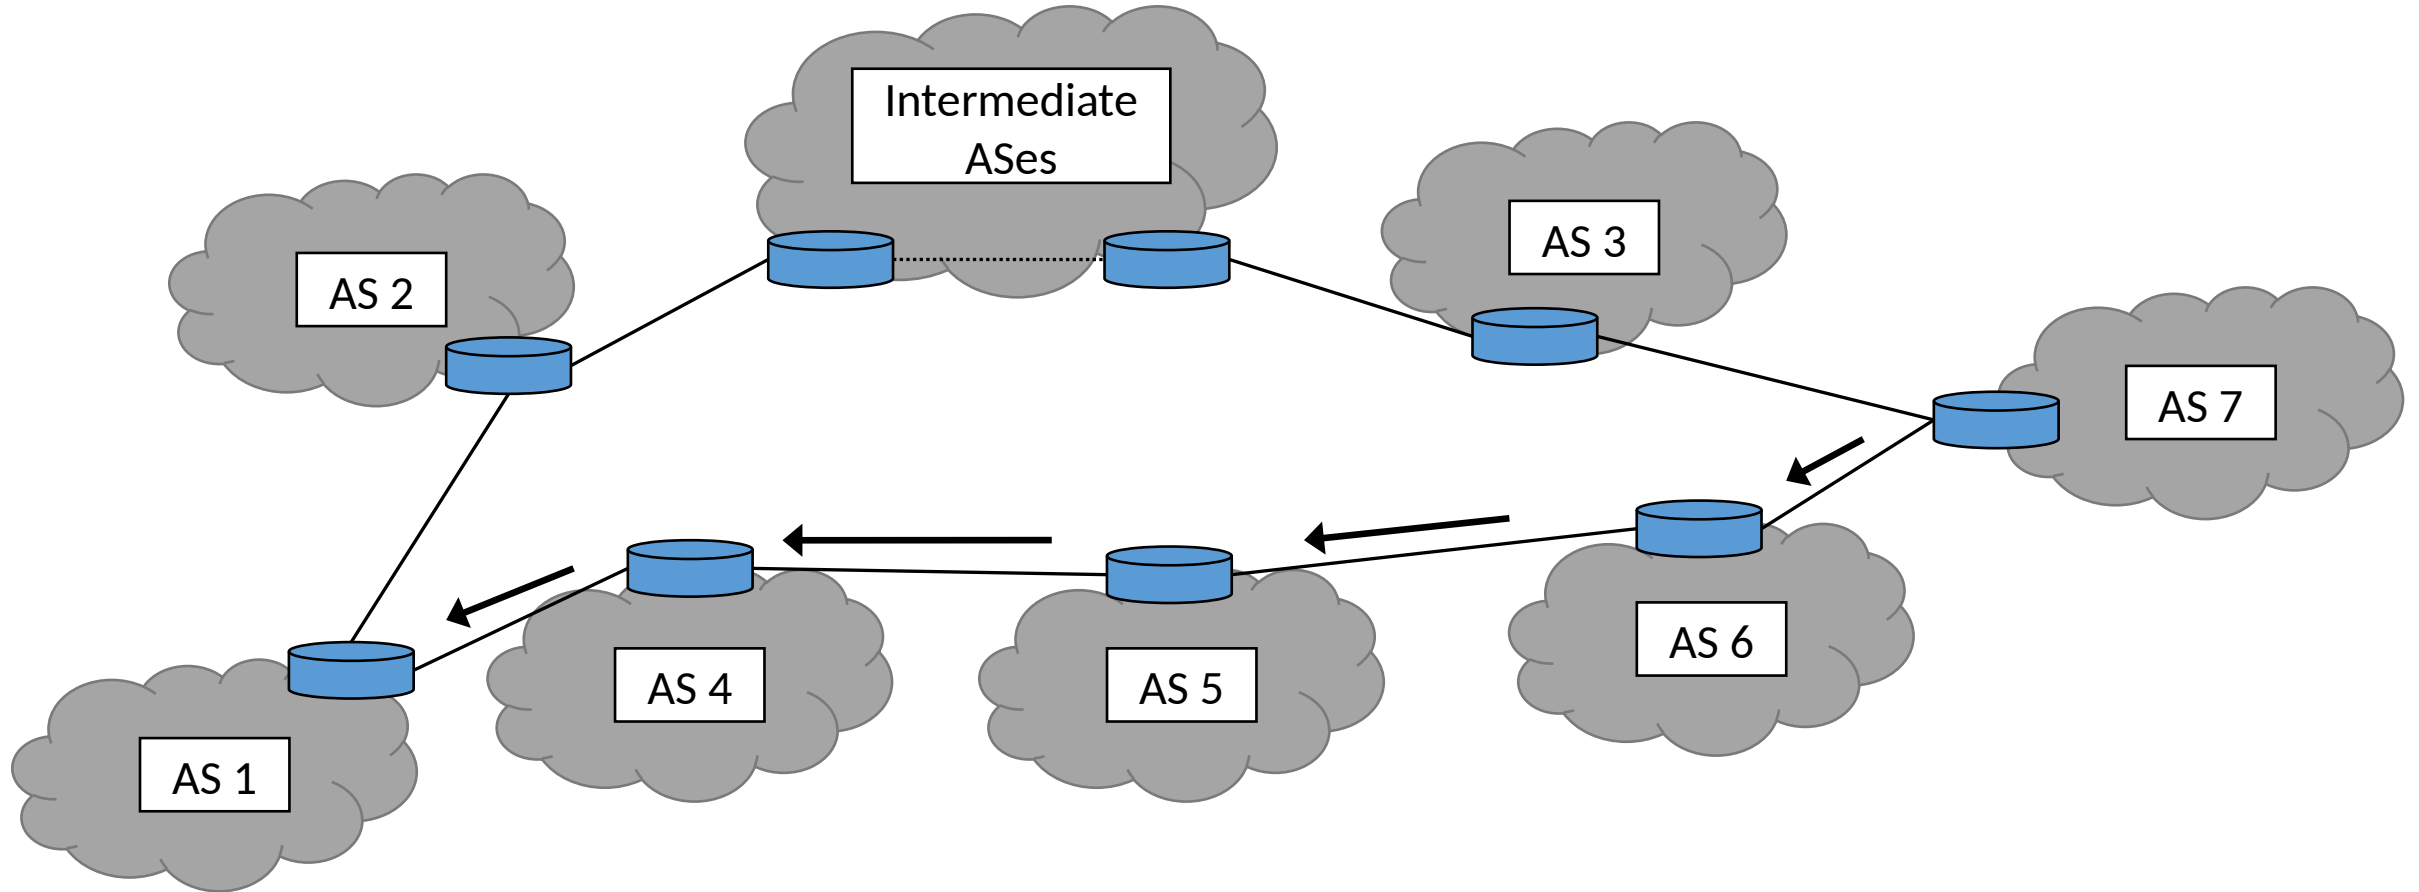 Intermediate
ASes
AS 3
AS 2
AS 7
AS 6
AS 4
AS 5
AS 1